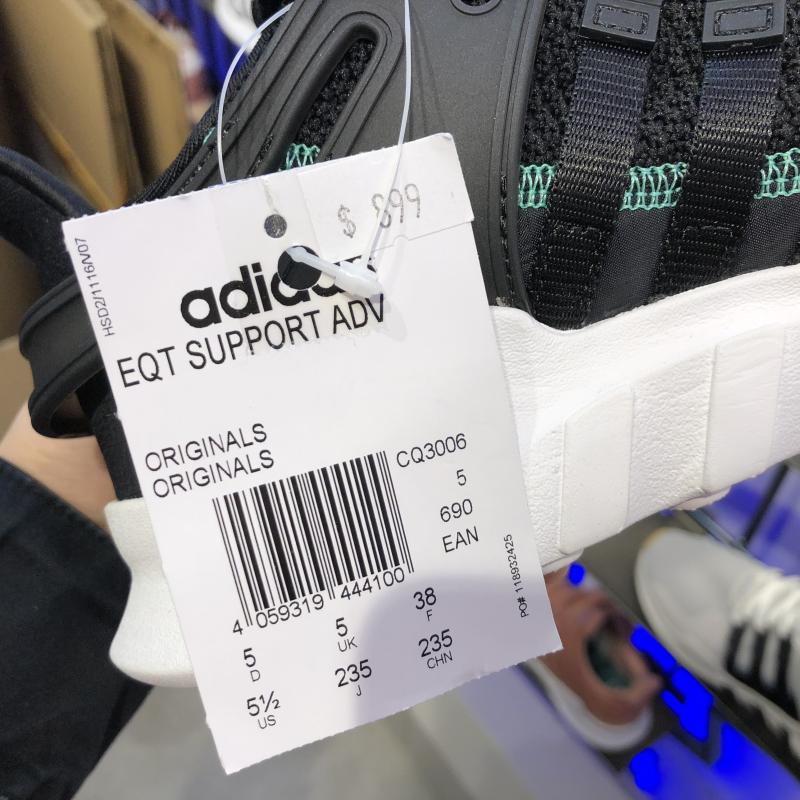 HSD2/1116/V07
$ 899
adidas
EQT SUPPORT ADV
ORIGINALS
ORIGINALS
CQ3006
5
690
EAN
4 059319 444100
PO# 118932425
5 5 38
D UK F
5½ 235 235
US J CHN